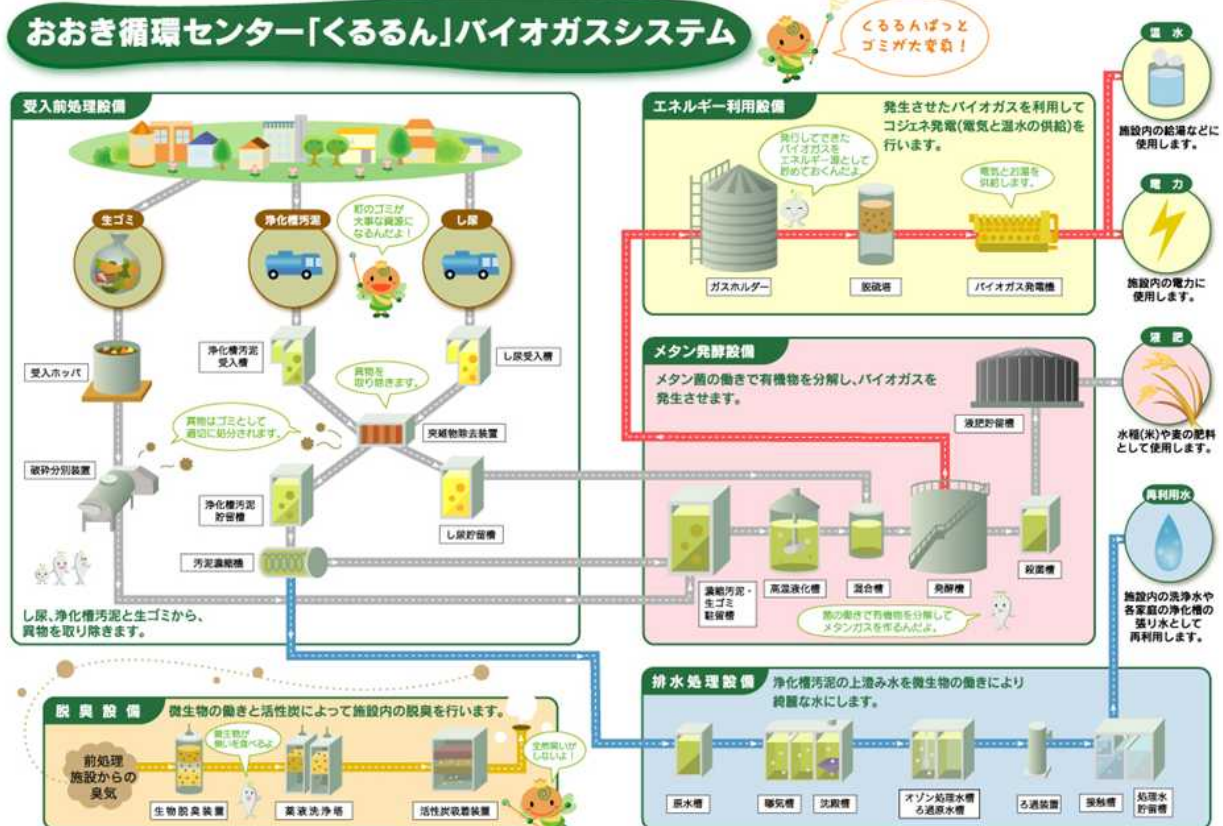 おおき循環センター「くるるん」バイオガスシステム
くるるんぱっと
ゴミが大変身！
受入前処理設備
生ゴミ
浄化槽汚泥
し尿
町のゴミが
大事な資源に
なるんだよ！
受入ホッパ
浄化槽汚泥
受入槽
し尿受入槽
異物を
取り除きます。
異物はゴミとして
適切に処分されます。
夾雑物除去装置
破砕分別装置
浄化槽汚泥
貯留槽
し尿貯留槽
汚泥濃縮機
し尿、浄化槽汚泥と生ゴミから、
異物を取り除きます。
エネルギー利用設備
発生させたバイオガスを利用して
コジェネ発電(電気と温水の供給)を
行います。
発行してできた
バイオガスを
エネルギー源として
貯めておくんだよ。
電気とお湯を
供給します。
ガスホルダー
脱硫塔
バイオガス発電機
メタン発酵設備
メタン菌の働きで有機物を分解し、バイオガスを
発生させます。
液肥貯留槽
濃縮汚泥・
生ゴミ
駐留槽
高温液化槽
混合槽
発酵槽
殺菌槽
菌の働きで有機物を分解して
メタンガスを作るんだよ。
温水
施設内の給湯などに
使用します。
電力
施設内の電力に
使用します。
液肥
水稲(米)や麦の肥料
として使用します。
再利用水
施設内の洗浄水や
各家庭の浄化槽の
張り水として
再利用します。
脱臭設備
微生物の働きと活性炭によって施設内の脱臭を行います。
前処理
施設からの
臭気
微生物が
臭いを食べるよ
全然臭いが
しないよ！
生物脱臭装置
薬液洗浄塔
活性炭吸着装置
排水処理設備
浄化槽汚泥の上澄み水を微生物の働きにより
綺麗な水にします。
原水槽
曝気槽
沈殿槽
オゾン処理水槽
ろ過原水槽
ろ過装置
接触槽
処理水
貯留槽